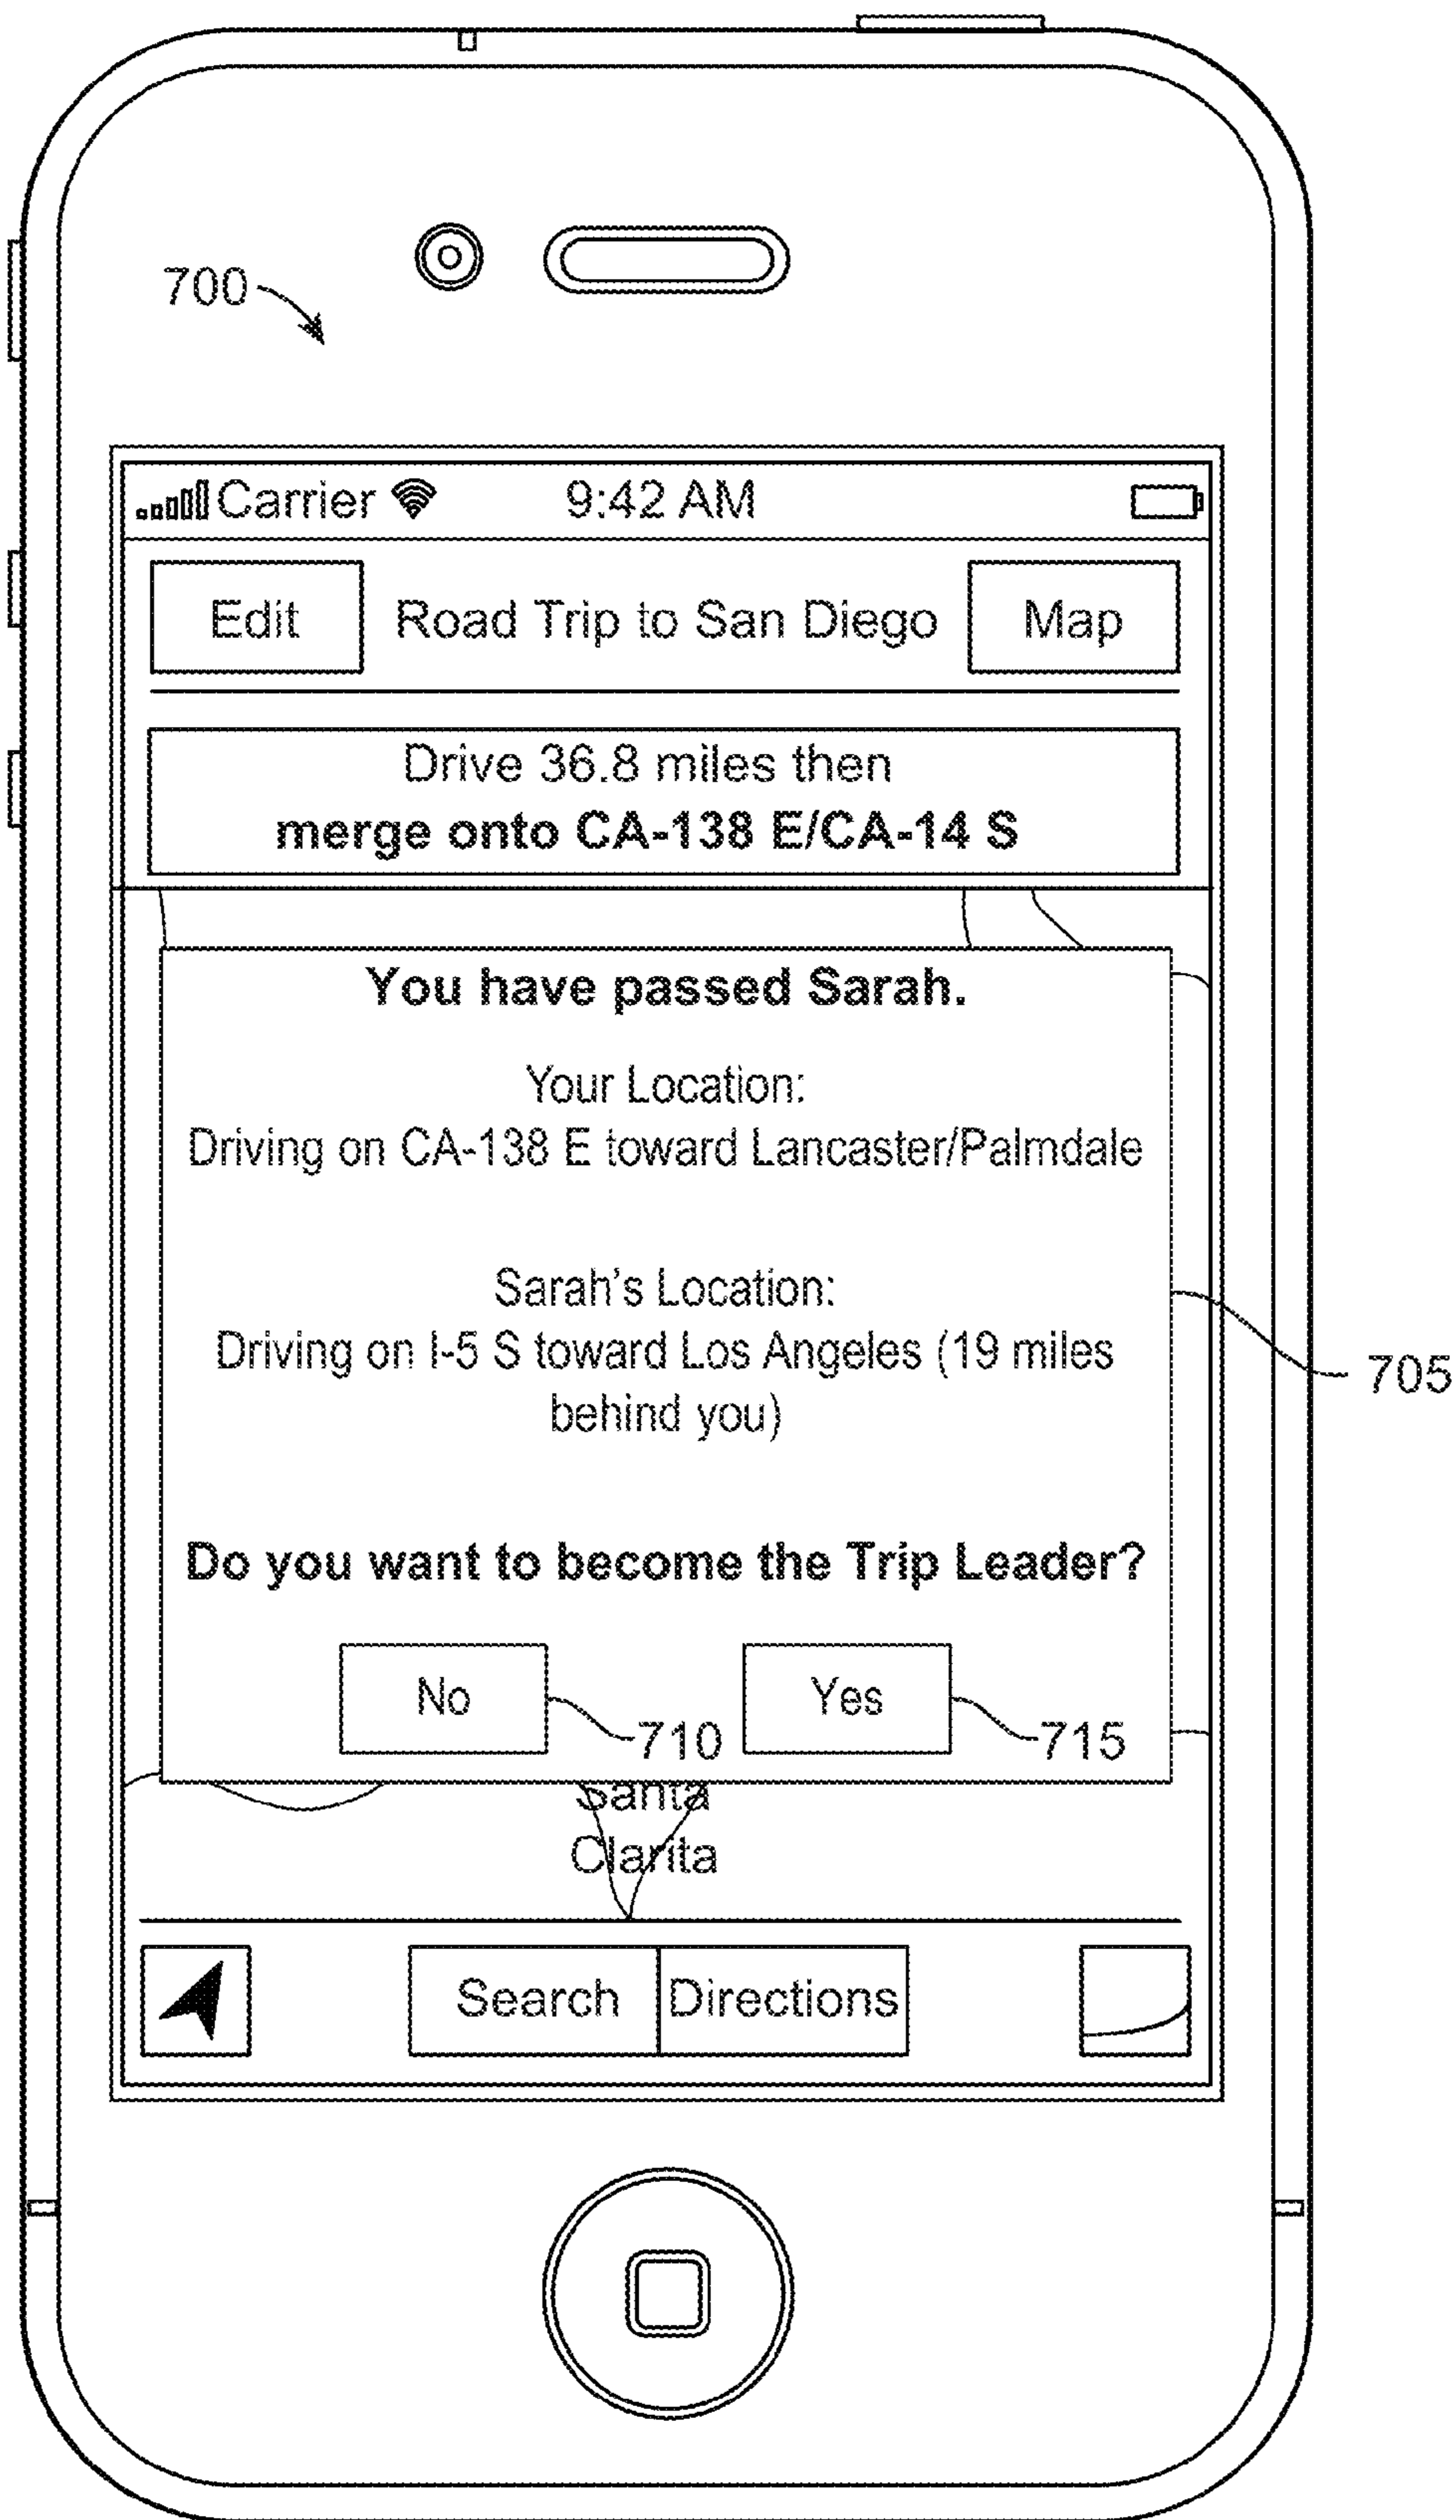 700
Carrier 9:42 AM
Edit Road Trip to San Diego Map
Drive 36.8 miles then
merge onto CA-138 E/CA-14 S
You have passed Sarah.
Your Location:
Driving on CA-138 E toward Lancaster/Palmdale
Sarah's Location:
Driving on I-5 S toward Los Angeles (19 miles
behind you)
705
Do you want to become the Trip Leader?
No Yes
710 715
Santa
Clarita
Search Directions